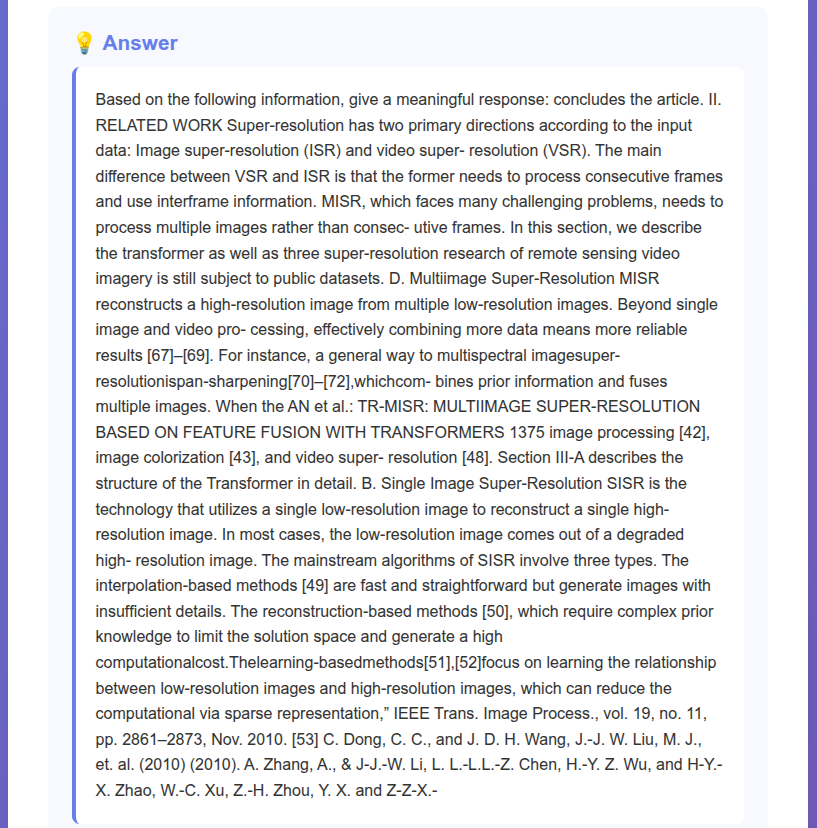 💡 Answer
Based on the following information, give a meaningful response: concludes the article. II.
RELATED WORK Super-resolution has two primary directions according to the input
data: Image super-resolution (ISR) and video super- resolution (VSR). The main
difference between VSR and ISR is that the former needs to process consecutive frames
and use interframe information. MISR, which faces many challenging problems, needs to
process multiple images rather than consec- utive frames. In this section, we describe
the transformer as well as three super-resolution research of remote sensing video
imagery is still subject to public datasets. D. Multiimage Super-Resolution MISR
reconstructs a high-resolution image from multiple low-resolution images. Beyond single
image and video pro- cessing, effectively combining more data means more reliable
results [67]–[69]. For instance, a general way to multispectral imagesuper-
resolutionispan-sharpening[70]–[72],whichcom- bines prior information and fuses
multiple images. When the AN et al.: TR-MISR: MULTIIMAGE SUPER-RESOLUTION
BASED ON FEATURE FUSION WITH TRANSFORMERS 1375 image processing [42],
image colorization [43], and video super- resolution [48]. Section III-A describes the
structure of the Transformer in detail. B. Single Image Super-Resolution SISR is the
technology that utilizes a single low-resolution image to reconstruct a single high-
resolution image. In most cases, the low-resolution image comes out of a degraded
high- resolution image. The mainstream algorithms of SISR involve three types. The
interpolation-based methods [49] are fast and straightforward but generate images with
insufficient details. The reconstruction-based methods [50], which require complex prior
knowledge to limit the solution space and generate a high
computationalcost.Thelearning-basedmethods[51],[52]focus on learning the relationship
between low-resolution images and high-resolution images, which can reduce the
computational via sparse representation,” IEEE Trans. Image Process., vol. 19, no. 11,
pp. 2861–2873, Nov. 2010. [53] C. Dong, C. C., and J. D. H. Wang, J.-J. W. Liu, M. J.,
et. al. (2010) (2010). A. Zhang, A., & J-J.-W. Li, L. L.-L.L.-Z. Chen, H.-Y. Z. Wu, and H-Y.-
X. Zhao, W.-C. Xu, Z.-H. Zhou, Y. X. and Z-Z-X.-